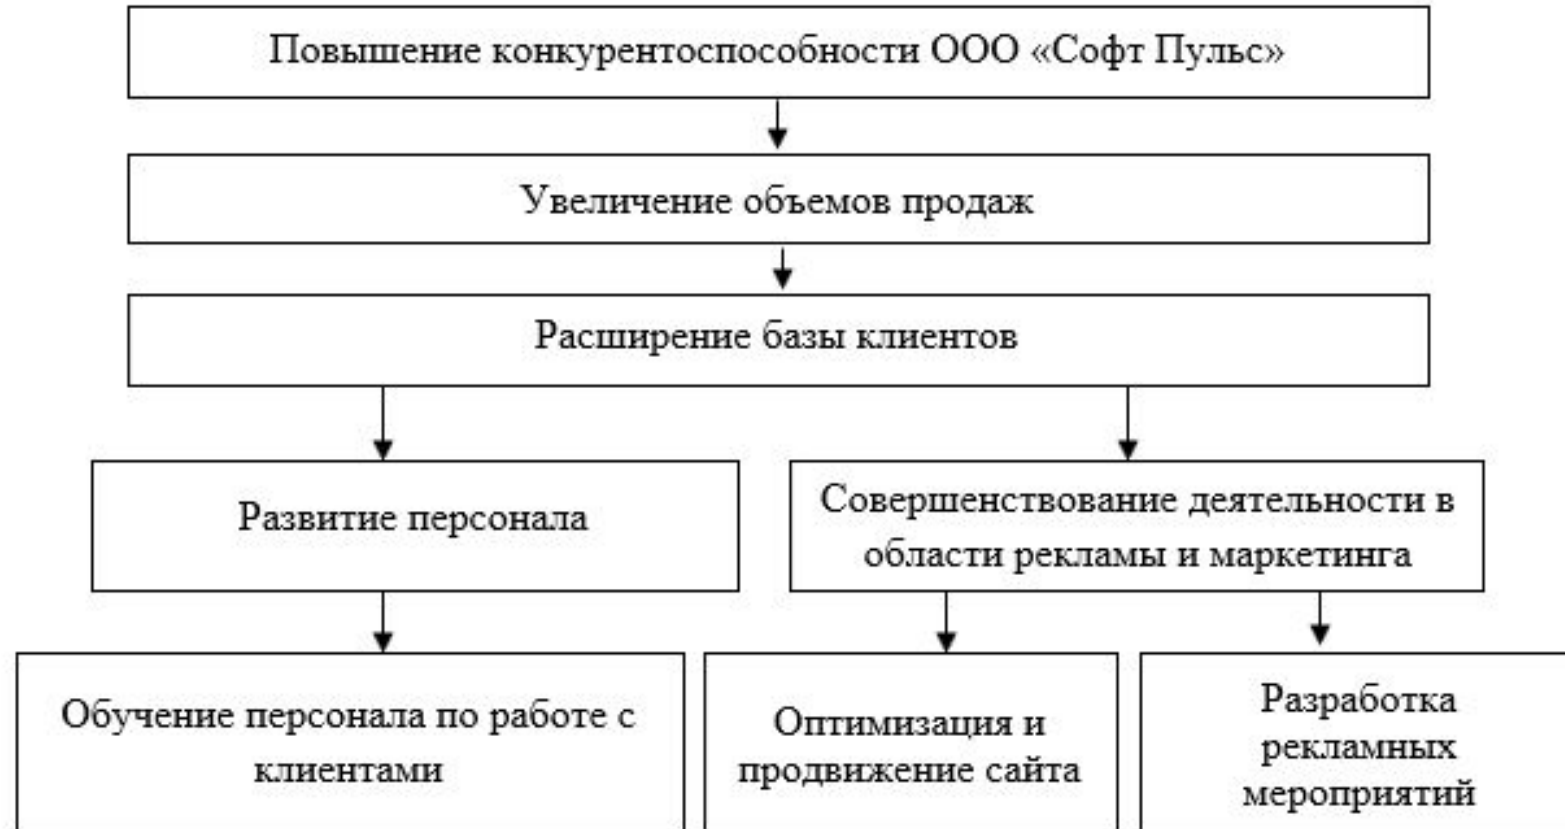 Повышение конкурентоспособности ООО «Софт Пульс»
Увеличение объемов продаж
Расширение базы клиентов
Развитие персонала
Совершенствование деятельности в
области рекламы и маркетинга
Обучение персонала по работе с
клиентами
Оптимизация и
продвижение сайта
Разработка
рекламных
мероприятий